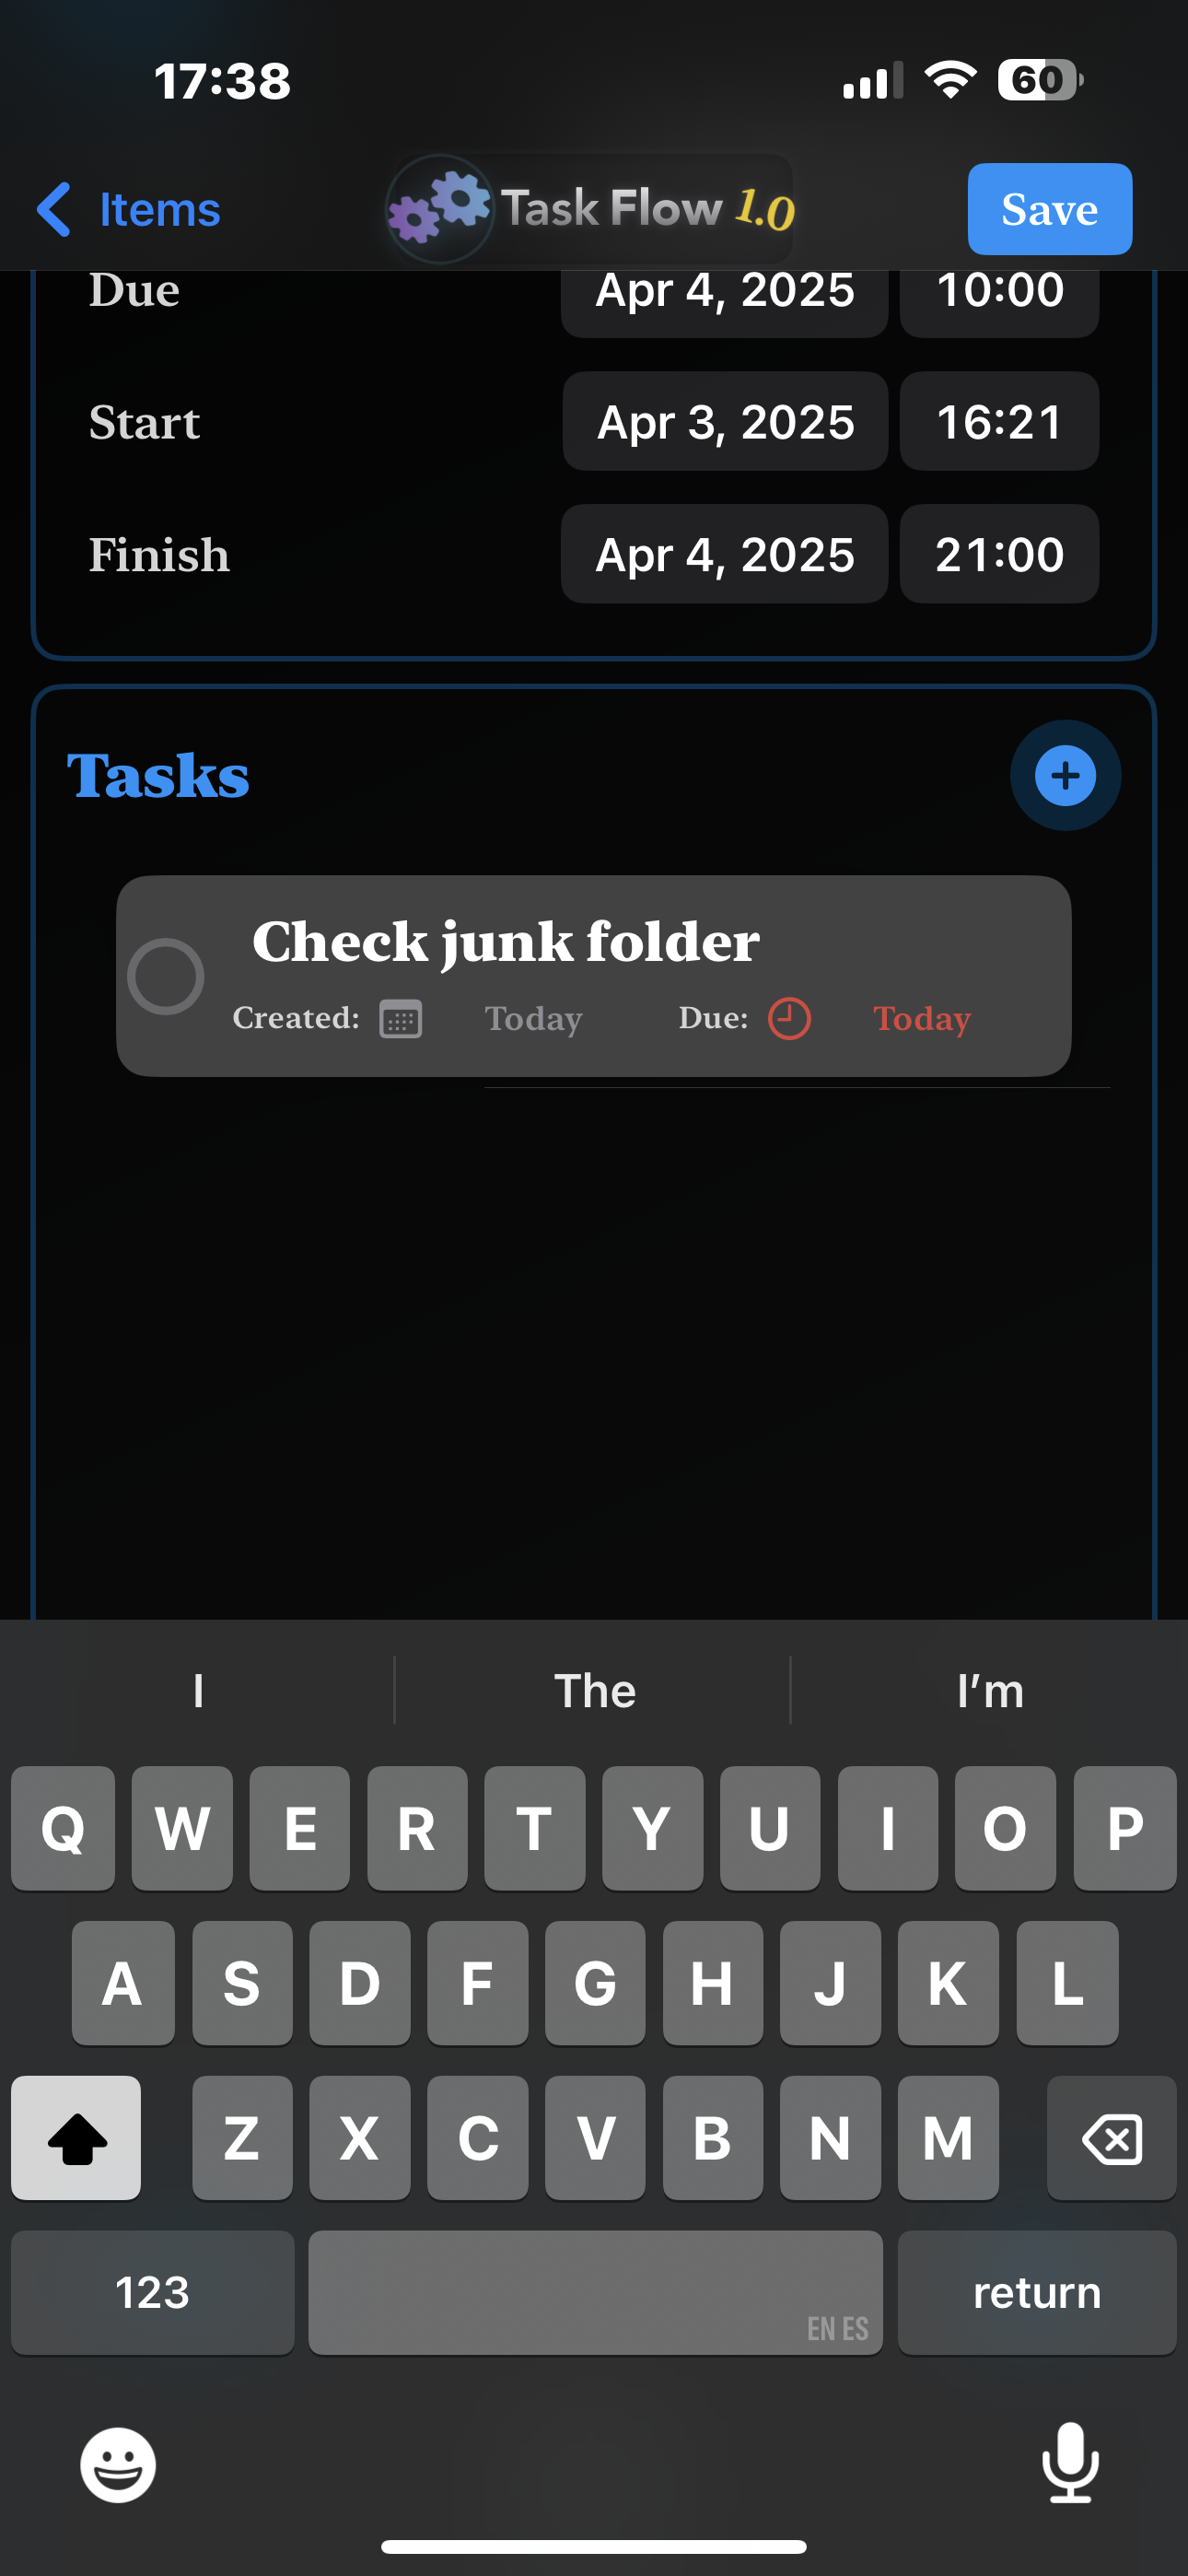 17:38 60
Items Task Flow 1.0 Save
Due Apr 4, 2025 10:00
Start Apr 3, 2025 16:21
Finish Apr 4, 2025 21:00
Tasks
Check junk folder
Created: Today Due: Today
I The I’m
Q W E R T Y U I O P
A S D F G H J K L
Z X C V B N M
123 EN ES return